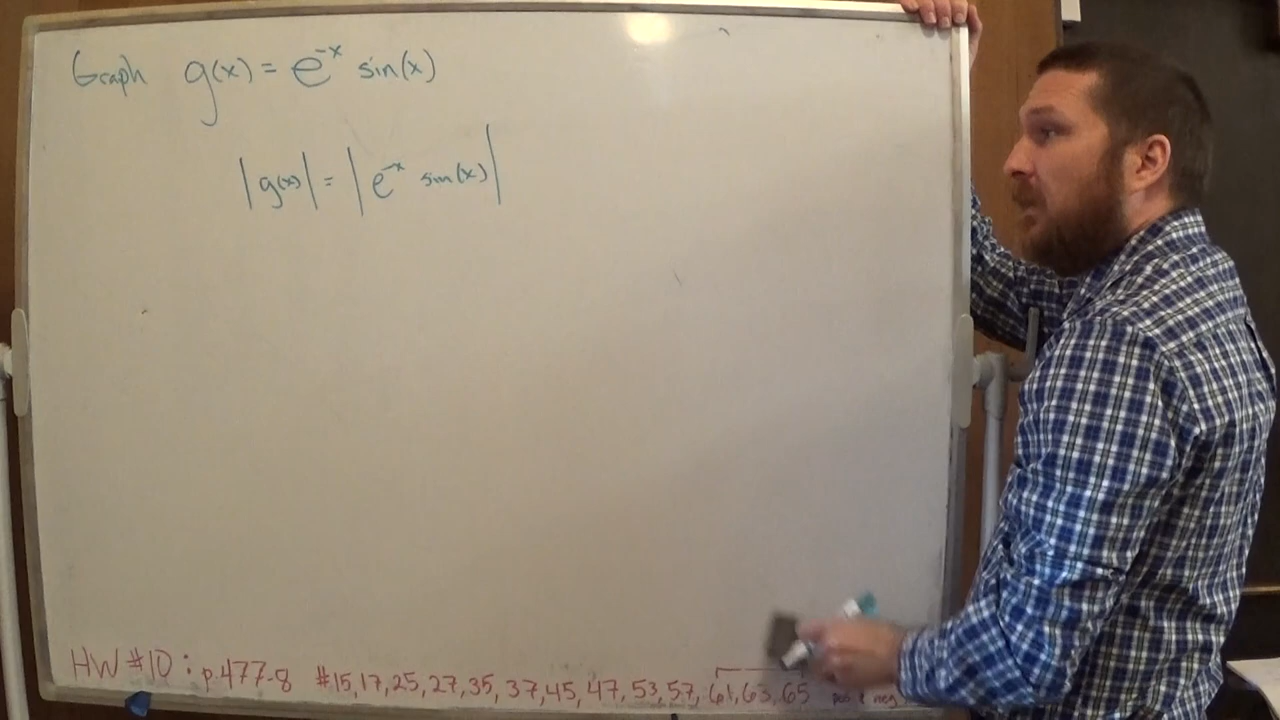 Graph g(x) = e^-x sin(x)
|g(x)| = |e^-x sin(x)|
HW #10: p.477-8 #15,17,25,27,35,37,45,47,53,57,61,63,65